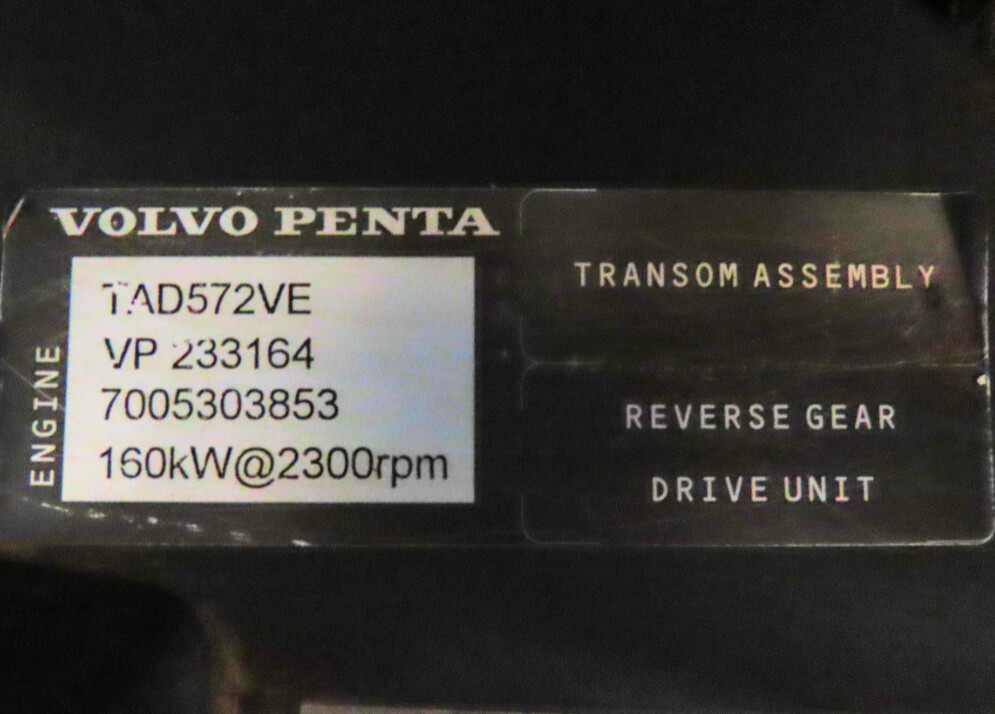 VOLVO PENTA
ENGINE
TAD572VE
VP 233164
7005303853
160kW@2300rpm
TRANSOM ASSEMBLY
REVERSE GEAR
DRIVE UNIT